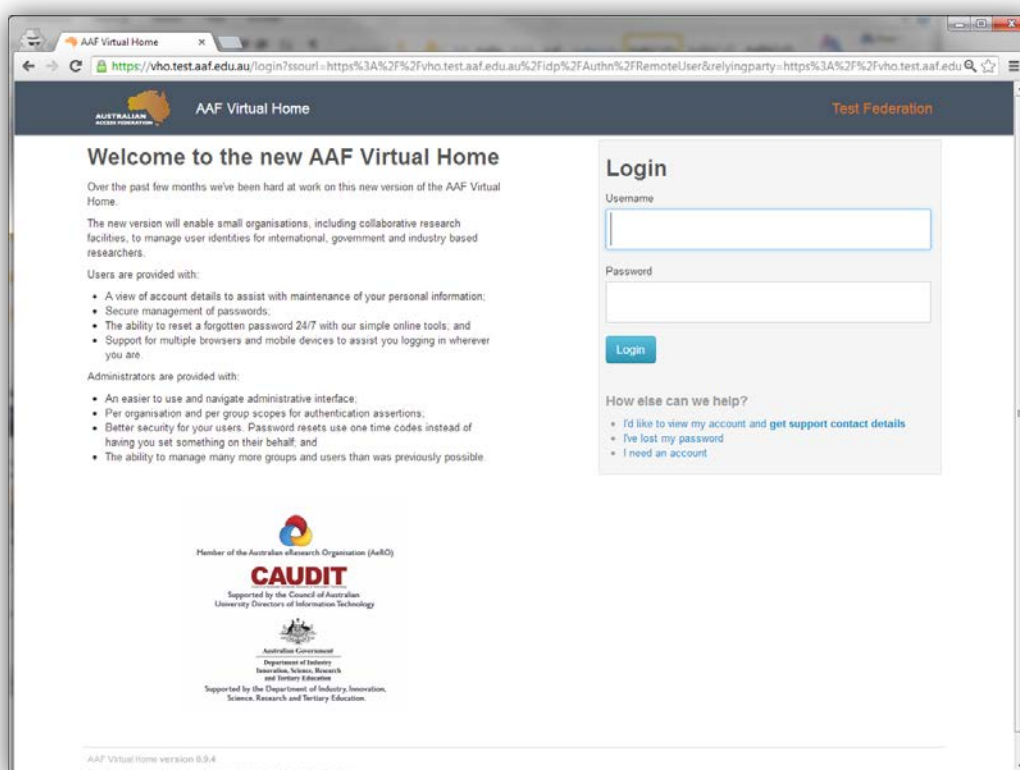 AAF Virtual Home
https://vho.test.aaf.edu.au/login?ssourl=https%3A%2F%2Fvho.test.aaf.edu.au%2Fidp%2FAuthn%2FRemoteUser&relyingparty=https%3A%2F%2Fvho.test.aaf.edu
AUSTRALIAN
ACCESS FEDERATION
AAF Virtual Home
Test Federation
Welcome to the new AAF Virtual Home
Over the past few months we've been hard at work on this new version of the AAF Virtual
Home.
The new version will enable small organisations, including collaborative research
facilities, to manage user identities for international, government and industry based
researchers.
Users are provided with:
• A view of account details to assist with maintenance of your personal information;
• Secure management of passwords;
• The ability to reset a forgotten password 24/7 with our simple online tools; and
• Support for multiple browsers and mobile devices to assist you logging in wherever
you are.
Administrators are provided with:
• An easier to use and navigate administrative interface;
• Per organisation and per group scopes for authentication assertions;
• Better security for your users. Password resets use one time codes instead of
having you set something on their behalf; and
• The ability to manage many more groups and users than was previously possible.
Login
Username
Password
Login
How else can we help?
• I'd like to view my account and get support contact details
• I've lost my password
• I need an account
Member of the Australian eResearch Organisation (AeRO)
CAUDIT
Supported by the Council of Australian
University Directors of Information Technology
Australian Government
Department of Industry
Innovation, Science, Research
and Tertiary Education
Supported by the Department of Industry, Innovation,
Science, Research and Tertiary Education.
AAF Virtual Home version 0.9.4